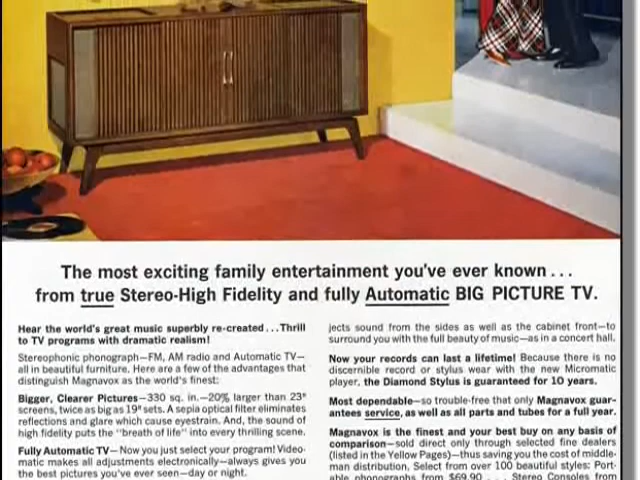 The most exciting family entertainment you've ever known...
from true Stereo-High Fidelity and fully Automatic BIG PICTURE TV.
Hear the world's great music superbly re-created...Thrill
to TV programs with dramatic realism!
Stereophonic phonograph—FM, AM radio and Automatic TV—
all in beautiful furniture. Here are a few of the advantages that
distinguish Magnavox as the world's finest:
Bigger, Clearer Pictures—330 sq. in.—20% larger than 23"
screens, twice as big as 19" sets. A sepia optical filter eliminates
reflections and glare which cause eyestrain. And, the sound of
high fidelity puts the "breath of life" into every thrilling scene.
Fully Automatic TV—Now you just select your program! Video-
matic makes all adjustments electronically—always gives you
the best pictures you've ever seen—day or night.
jects sound from the sides as well as the cabinet front—to
surround you with the full beauty of music—as in a concert hall.
Now your records can last a lifetime! Because there is no
discernible record or stylus wear with the new Micromatic
player, the Diamond Stylus is guaranteed for 10 years.
Most dependable—so trouble-free that only Magnavox guar-
antees service, as well as all parts and tubes for a full year.
Magnavox is the finest and your best buy on any basis of
comparison—sold direct only through selected fine dealers
(listed in the Yellow Pages)—thus saving you the cost of middle-
man distribution. Select from over 100 beautiful styles: Port-
able phonographs from $69.90 ... Stereo Consoles from